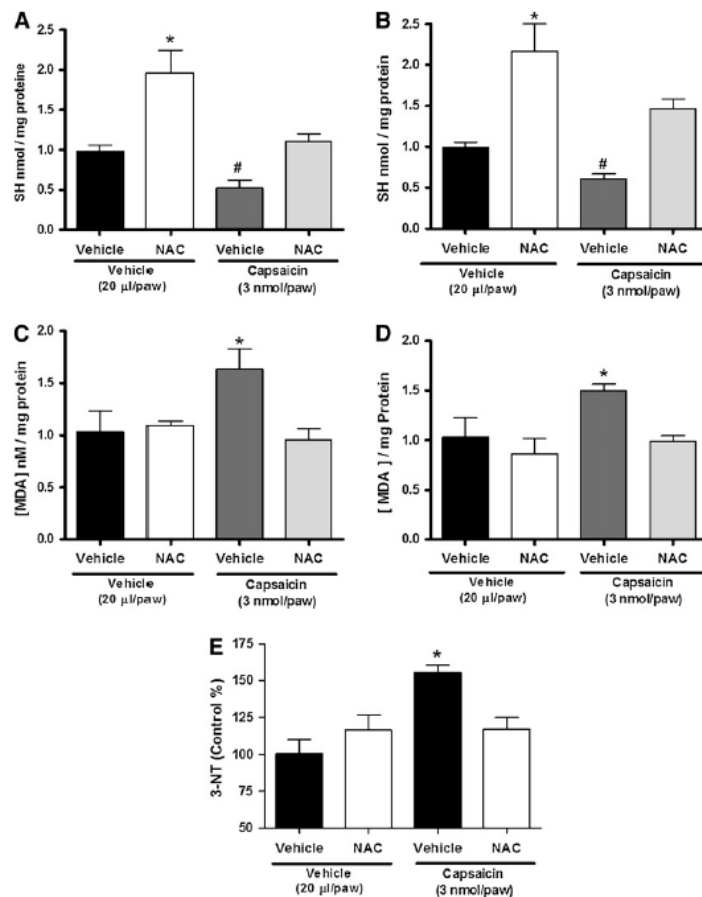 A
SH nmol / mg proteine
2.5
2.0
1.5
1.0
0.5
0.0
*
#
Vehicle NAC Vehicle NAC
Vehicle Capsaicin
(20 µl/paw) (3 nmol/paw)
B
SH nmol / mg protein
2.5
2.0
1.5
1.0
0.5
0.0
*
#
Vehicle NAC Vehicle NAC
Vehicle Capsaicin
(20 µl/paw) (3 nmol/paw)
C
[MDA] nM / mg protein
2.0
1.5
1.0
0.5
0.0
*
Vehicle NAC Vehicle NAC
Vehicle Capsaicin
(20 µl/paw) (3 nmol/paw)
D
[ MDA ] / mg Protein
2.0
1.5
1.0
0.5
0.0
*
Vehicle NAC Vehicle NAC
Vehicle Capsaicin
(20 µl/paw) (3 nmol/paw)
E
3-NT (Control %)
175
150
125
100
75
50
*
Vehicle NAC Vehicle NAC
Vehicle Capsaicin
(20 µl/paw) (3 nmol/paw)